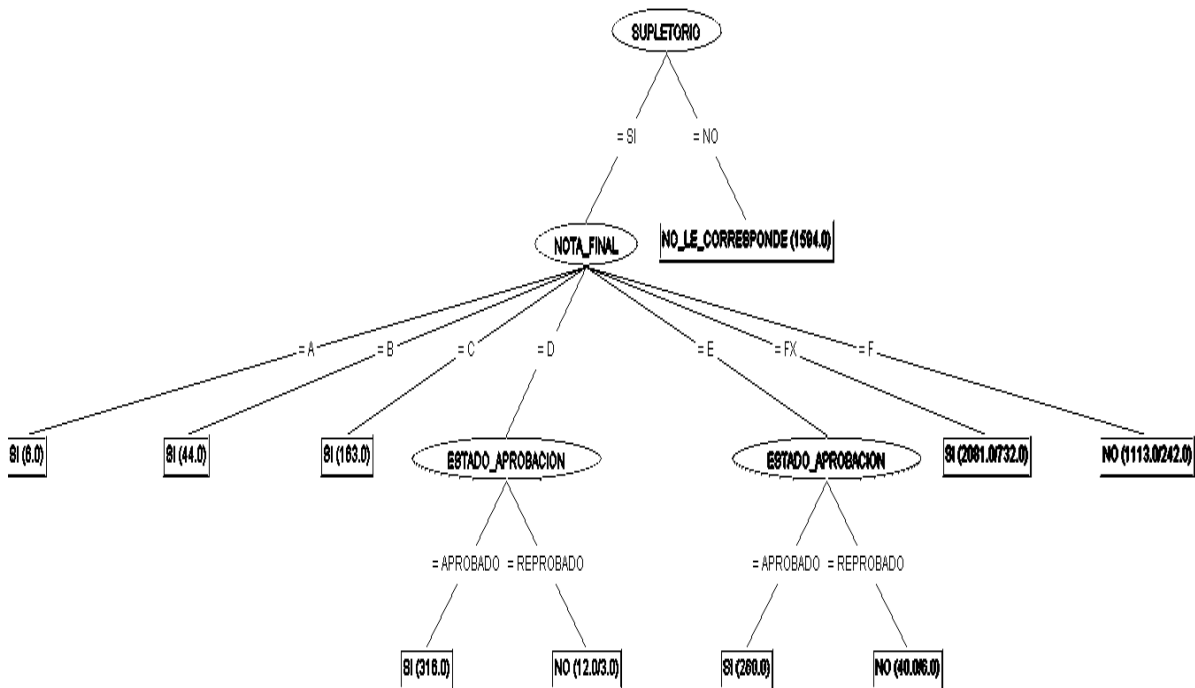 SUPLETORIO
= SI
= NO
NOTA_FINAL
NO_LE_CORRESPONDE (1594.0)
= A
= B
= C
= D
= E
= FX
= F
SI (6.0)
SI (44.0)
SI (163.0)
ESTADO_APROBACION
ESTADO_APROBACION
SI (2081.0/732.0)
NO (1113.0/242.0)
= APROBADO
= REPROBADO
= APROBADO
= REPROBADO
SI (316.0)
NO (12.0/3.0)
SI (260.0)
NO (40.0/6.0)